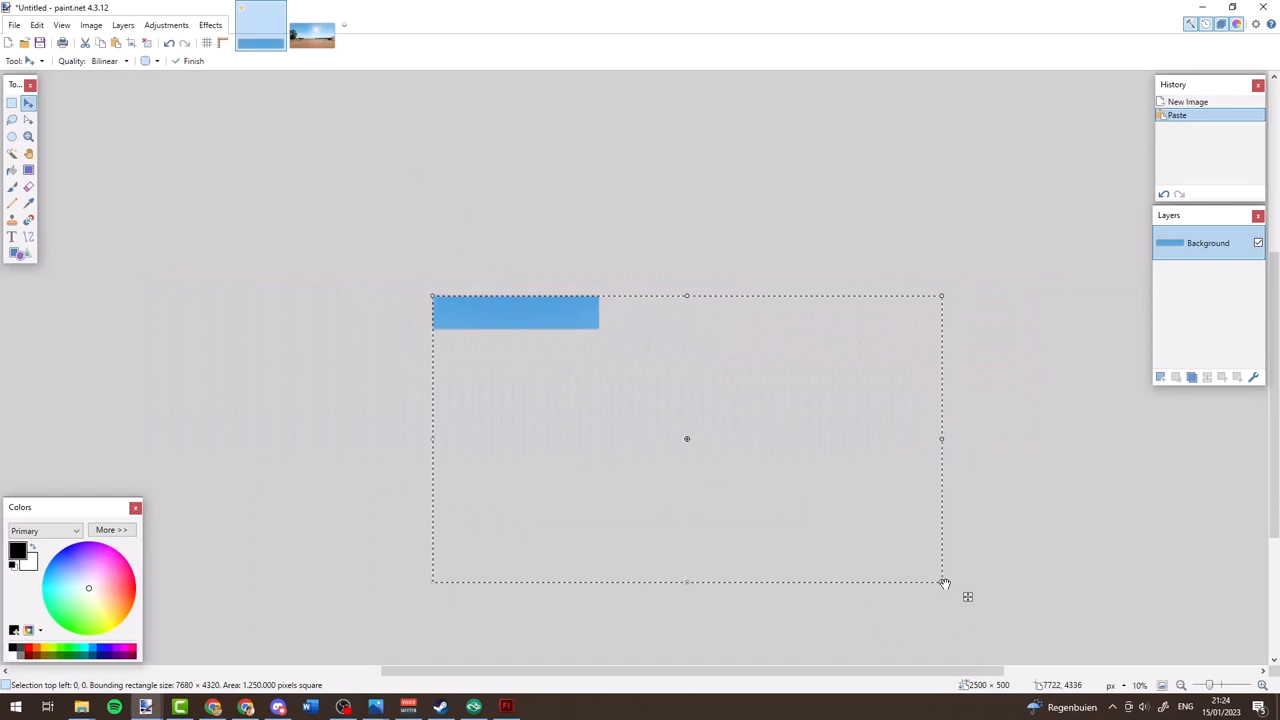 *Untitled - paint.net 4.3.12
File Edit View Image Layers Adjustments Effects
Tool: Quality: Bilinear Finish
To...
History
New Image
Paste
Layers
Background
Colors
Primary
More >>
Selection top left: 0, 0. Bounding rectangle size: 7680 × 4320. Area: 1.250.000 pixels square
2500 × 500
7722, 4336
px
10%
VOICE
Regenbuien
21:24
15/01/2023
5